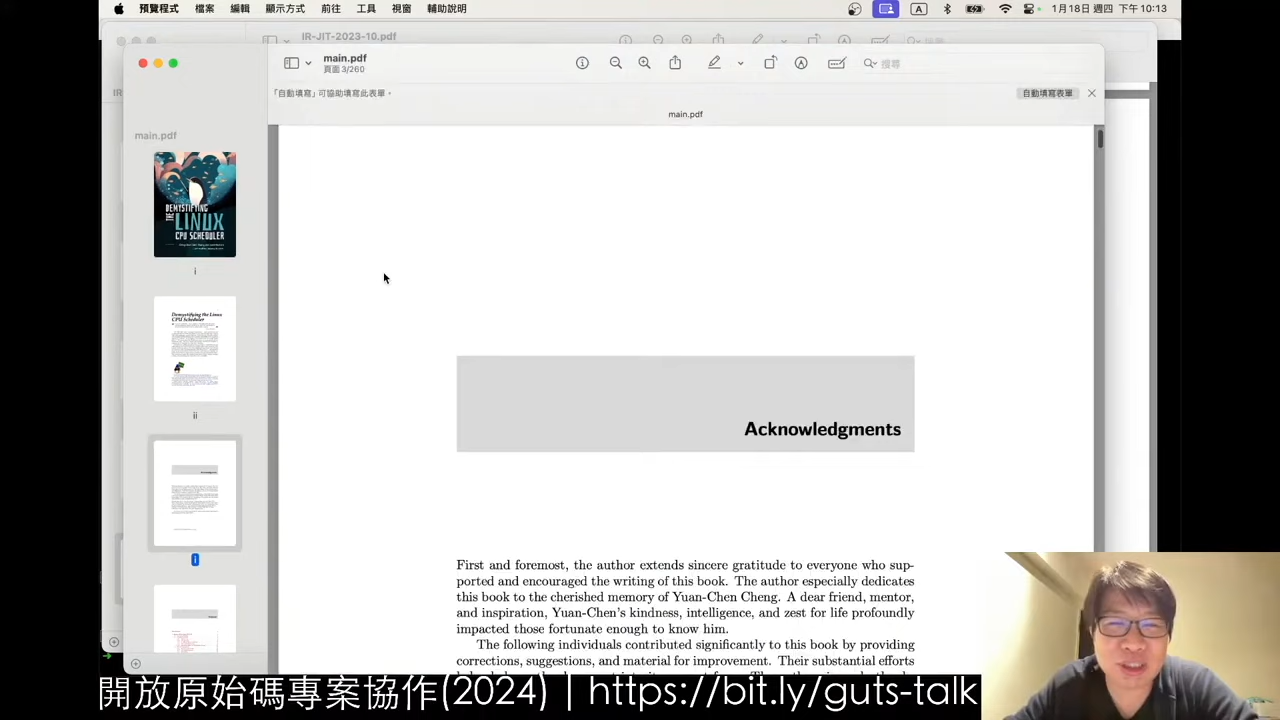 預覽程式 檔案 編輯 顯示方式 前往 工具 視窗 輔助說明 A 1月18日 週四 下午10:13
IR-JIT-2023-10.pdf
main.pdf
頁面 3/260
搜尋
「自動填寫」可協助填寫此表單。
自動填寫表單
main.pdf
main.pdf
DEMYSTIFYING
THE LINUX
CPU SCHEDULER
i
Demystifying the Linux
CPU Scheduler
ii
i
Acknowledgments
First and foremost, the author extends sincere gratitude to everyone who sup-
ported and encouraged the writing of this book. The author especially dedicates
this book to the cherished memory of Yuan-Chen Cheng. A dear friend, mentor,
and inspiration, Yuan-Chen's kindness, intelligence, and zest for life profoundly
impacted those fortunate enough to know him.
The following individuals contributed significantly to this book by providing
corrections, suggestions, and material for improvement. Their substantial efforts
開放原始碼專案協作(2024) | https://bit.ly/guts-talk